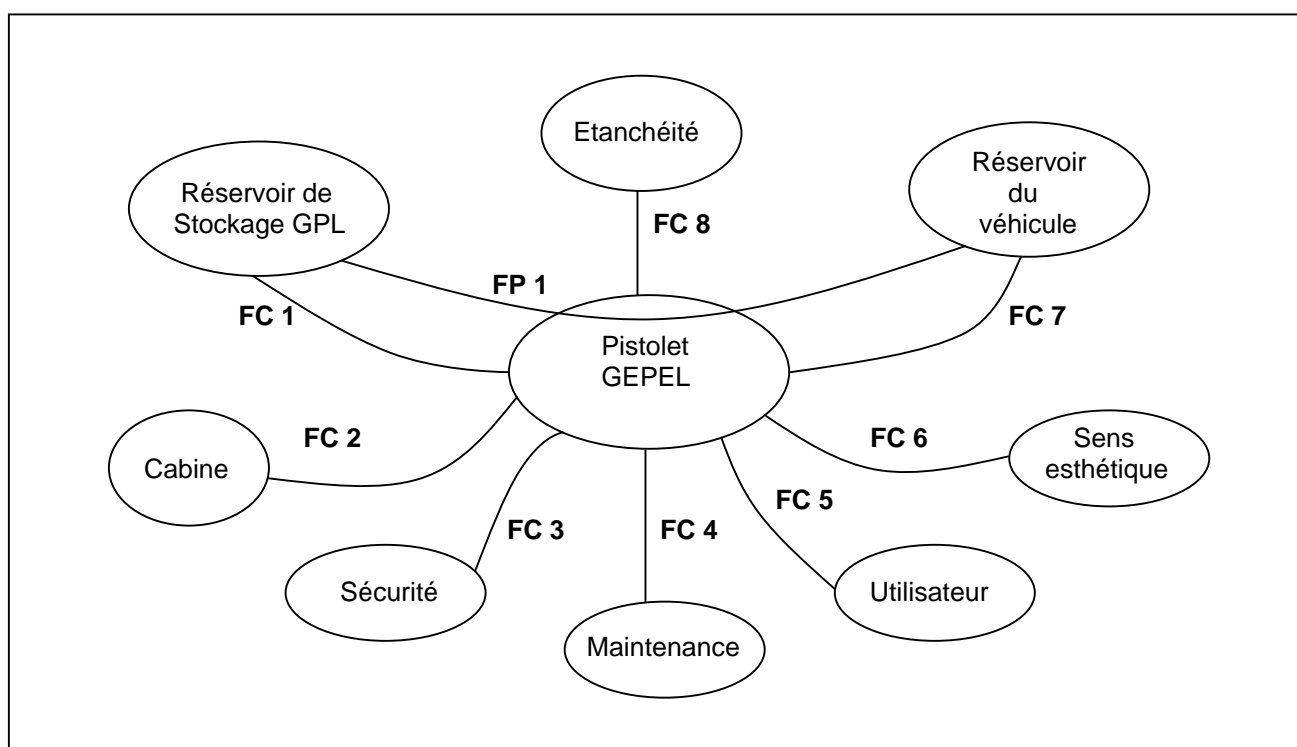 Etanchéité
Réservoir de
Stockage GPL
Réservoir
du
véhicule
FC 8
FP 1
FC 1
FC 7
Pistolet
GEPEL
FC 2
Cabine
FC 6
Sens
esthétique
FC 3
FC 4
FC 5
Sécurité
Utilisateur
Maintenance